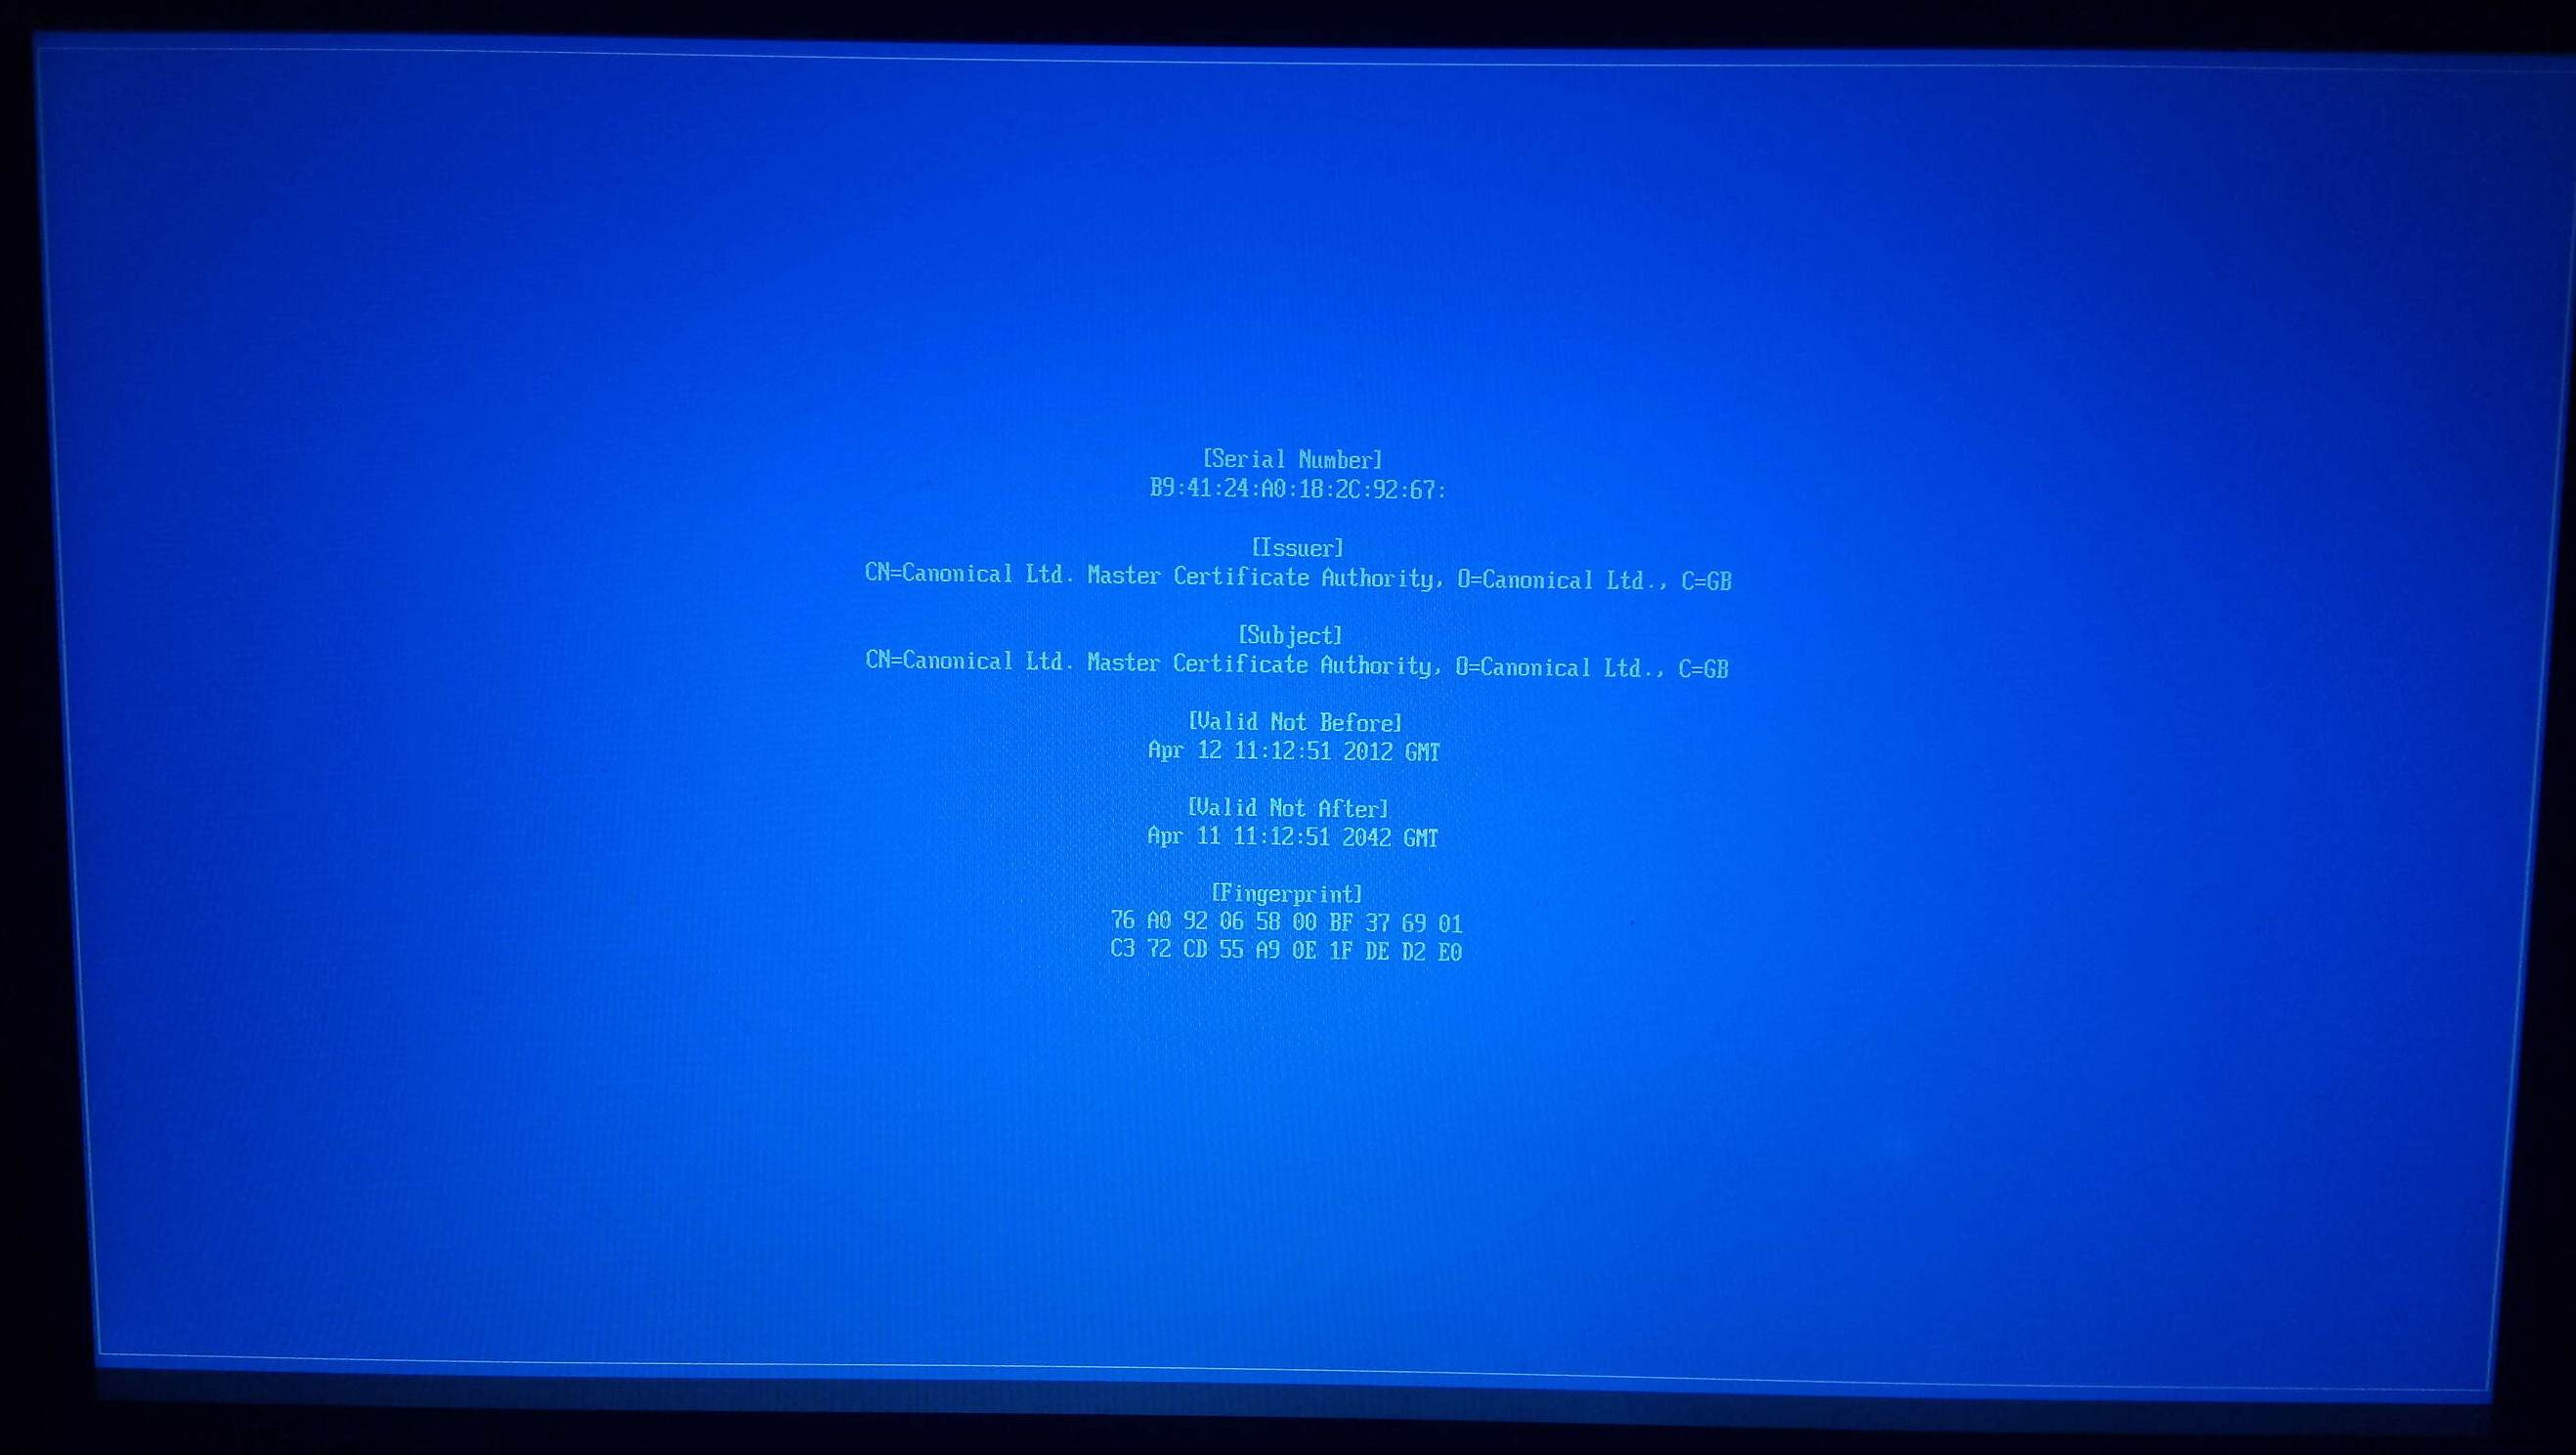 [Serial Number]
B9:41:24:A0:18:2C:92:67:
[Issuer]
CN=Canonical Ltd. Master Certificate Authority, O=Canonical Ltd., C=GB
[Subject]
CN=Canonical Ltd. Master Certificate Authority, O=Canonical Ltd., C=GB
[Valid Not Before]
Apr 12 11:12:51 2012 GMT
[Valid Not After]
Apr 11 11:12:51 2042 GMT
[Fingerprint]
76 A0 92 06 58 00 BF 37 69 01
C3 72 CD 55 A9 0E 1F DE D2 E0